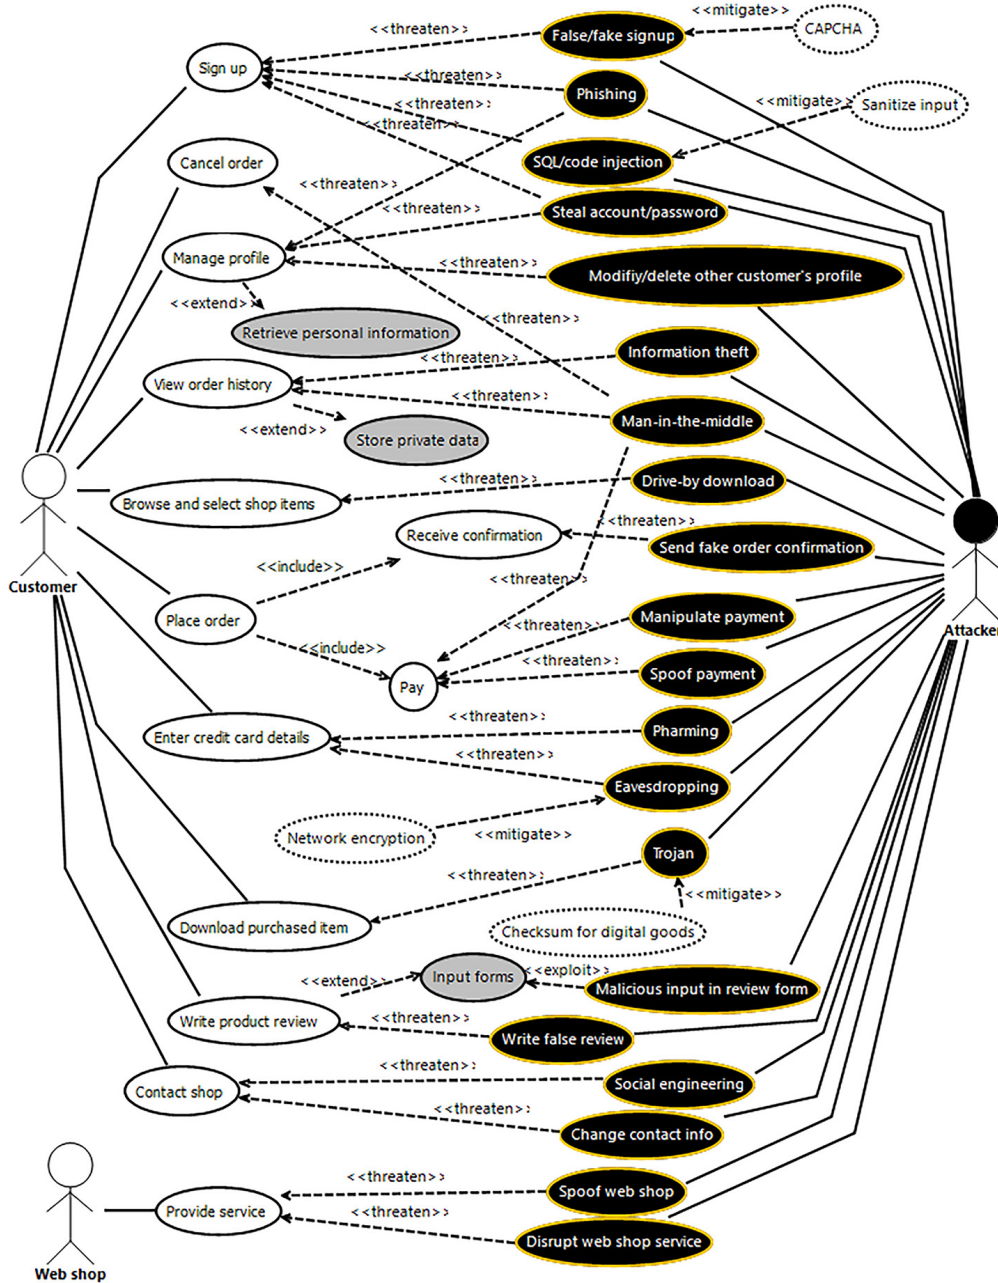 <<mitigate>>
CAPCHA
<<threaten>>
False/fake signup
Sign up
<<threaten>>
Phishing
<<threaten>>
<<mitigate>>
Sanitize input
<<threaten>>
Cancel order
SQL/code injection
<<threaten>>
<<threaten>>
Steal account/password
Manage profile
<<threaten>>
Modifiy/delete other customer's profile
<<extend>>
Retrieve personal information
<<threaten>>
Information theft
<<threaten>>
View order history
<<threaten>>
Man-in-the-middle
<<extend>>
Store private data
<<threaten>>
Drive-by download
Browse and select shop items
<<threaten>>
Receive confirmation
Send fake order confirmation
<<include>>
Customer
<<threaten>>
Place order
Manipulate payment
<<threaten>>
Attacker
<<include>>
<<threaten>>
Spoof payment
Pay
<<threaten>>
Pharming
Enter credit card details
<<threaten>>
Eavesdropping
Network encryption
<<mitigate>>
Trojan
<<threaten>>
<<mitigate>>
Download purchased item
Checksum for digital goods
<<exploit>>
<<extend>>
Input forms
Malicious input in review form
<<threaten>>
Write product review
Write false review
<<threaten>>
Social engineering
Contact shop
<<threaten>>
Change contact info
<<threaten>>
Spoof web shop
Provide service
<<threaten>>
Disrupt web shop service
Web shop